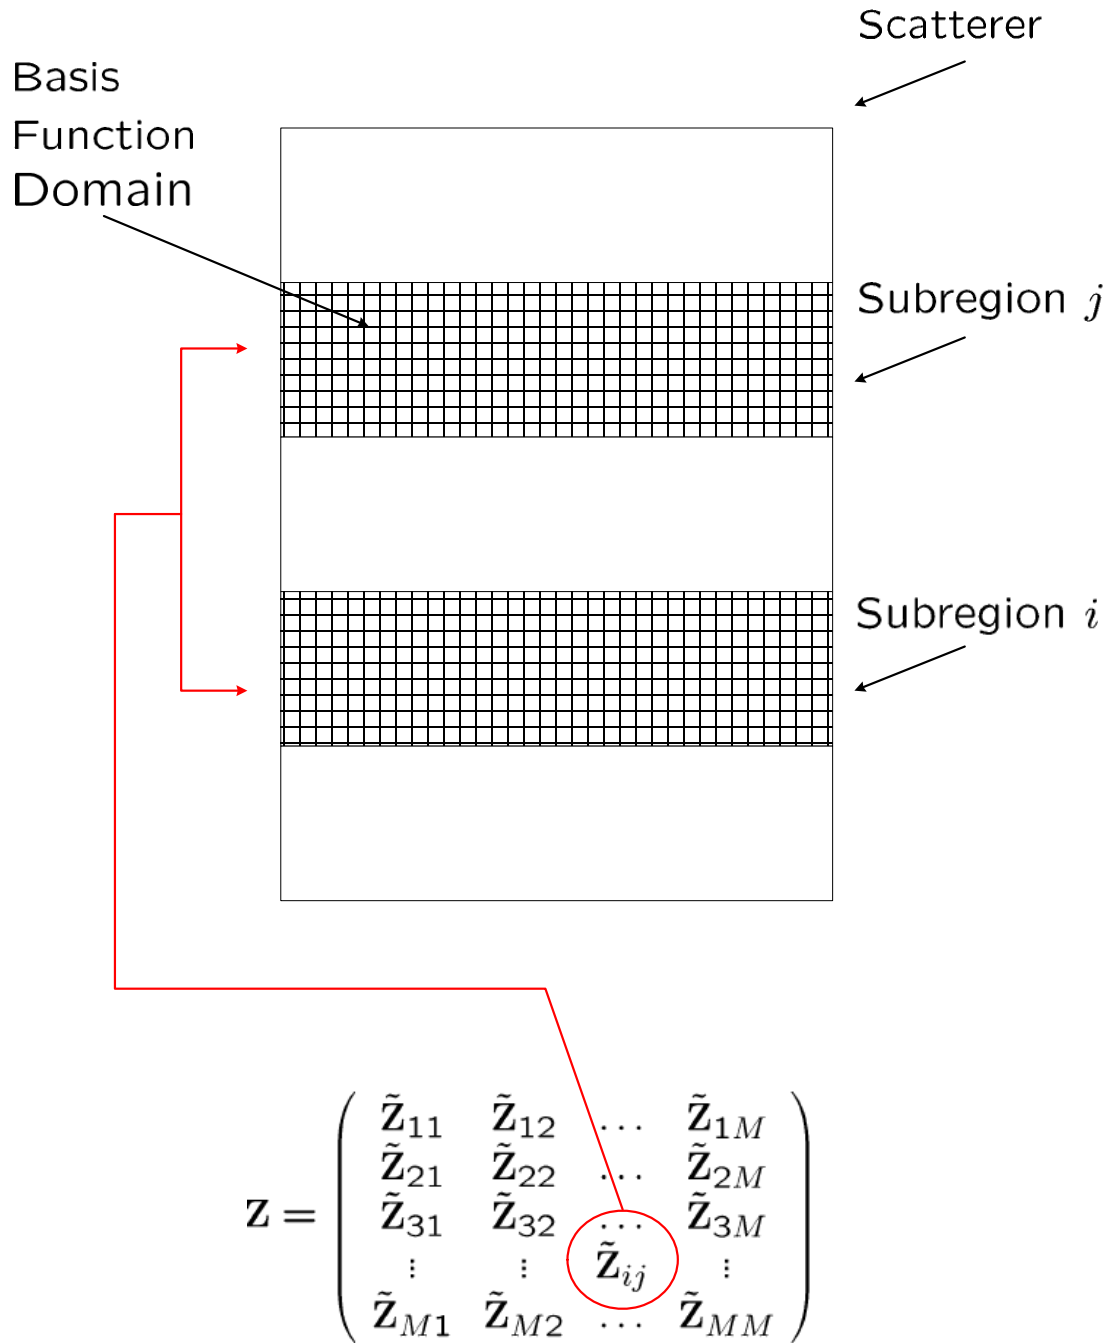 Scatterer
Basis
Function
Domain
Subregion j
Subregion i
Z̃₁₁ Z̃₁₂ … Z̃₁M
Z̃₂₁ Z̃₂₂ … Z̃₂M
Z = Z̃₃₁ Z̃₃₂ … Z̃₃M
⋮ ⋮ Z̃ij ⋮
Z̃M1 Z̃M2 … Z̃MM